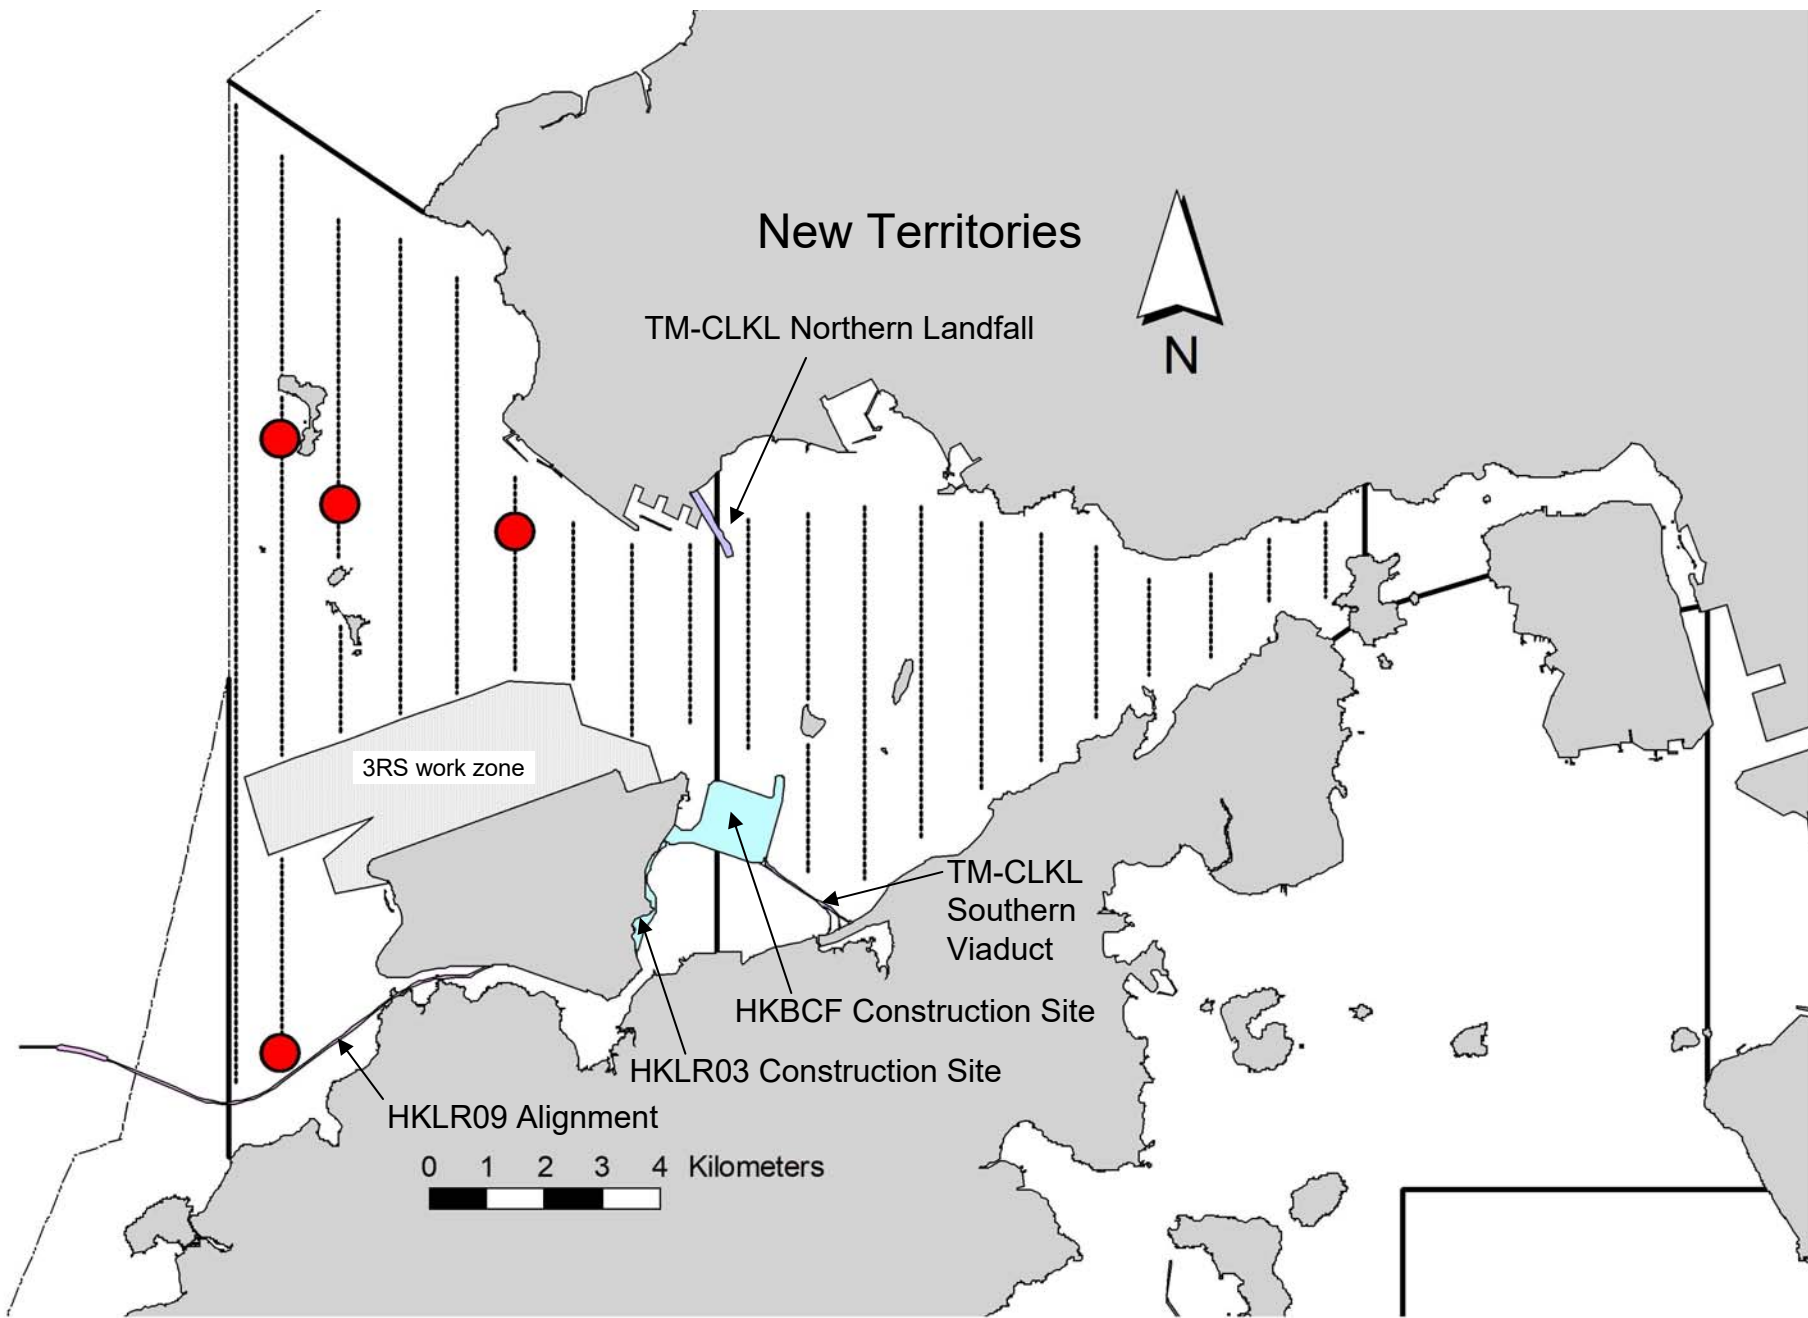 New Territories
TM-CLKL Northern Landfall
N
3RS work zone
TM-CLKL
Southern
Viaduct
HKBCF Construction Site
HKLR03 Construction Site
HKLR09 Alignment
0 1 2 3 4 Kilometers